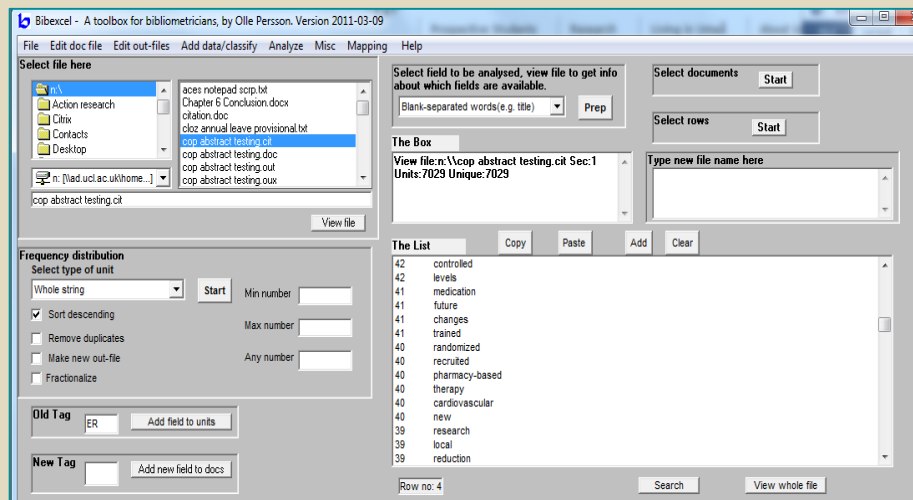 Bibexcel - A toolbox for bibliometricians, by Olle Persson. Version 2011-03-09
File Edit doc file Edit out-files Add data/classify Analyze Misc Mapping Help
Select file here
n:\
Action research
Citrix
Contacts
Desktop
n: [\\ad.ucl.ac.uk\home...]
aces notepad scrp.txt
Chapter 6 Conclusion.docx
citation.doc
cloz annual leave provisional.txt
cop abstract testing.cit
cop abstract testing.doc
cop abstract testing.out
cop abstract testing.oux
cop abstract testing.cit
View file
Frequency distribution
Select type of unit
Whole string
Start
Sort descending
Remove duplicates
Make new out-file
Fractionalize
Min number
Max number
Any number
Old Tag
ER
Add field to units
New Tag
Add new field to docs
Select field to be analysed, view file to get info
about which fields are available.
Blank-separated words(e.g. title)
Prep
Select documents
Start
Select rows
Start
The Box
View file:n:\\cop abstract testing.cit Sec:1
Units:7029 Unique:7029
Type new file name here
The List
Copy
Paste
Add
Clear
42 controlled
42 levels
41 medication
41 future
41 changes
41 trained
40 randomized
40 recruited
40 pharmacy-based
40 therapy
40 cardiovascular
40 new
39 research
39 local
39 reduction
Row no: 4
Search
View whole file